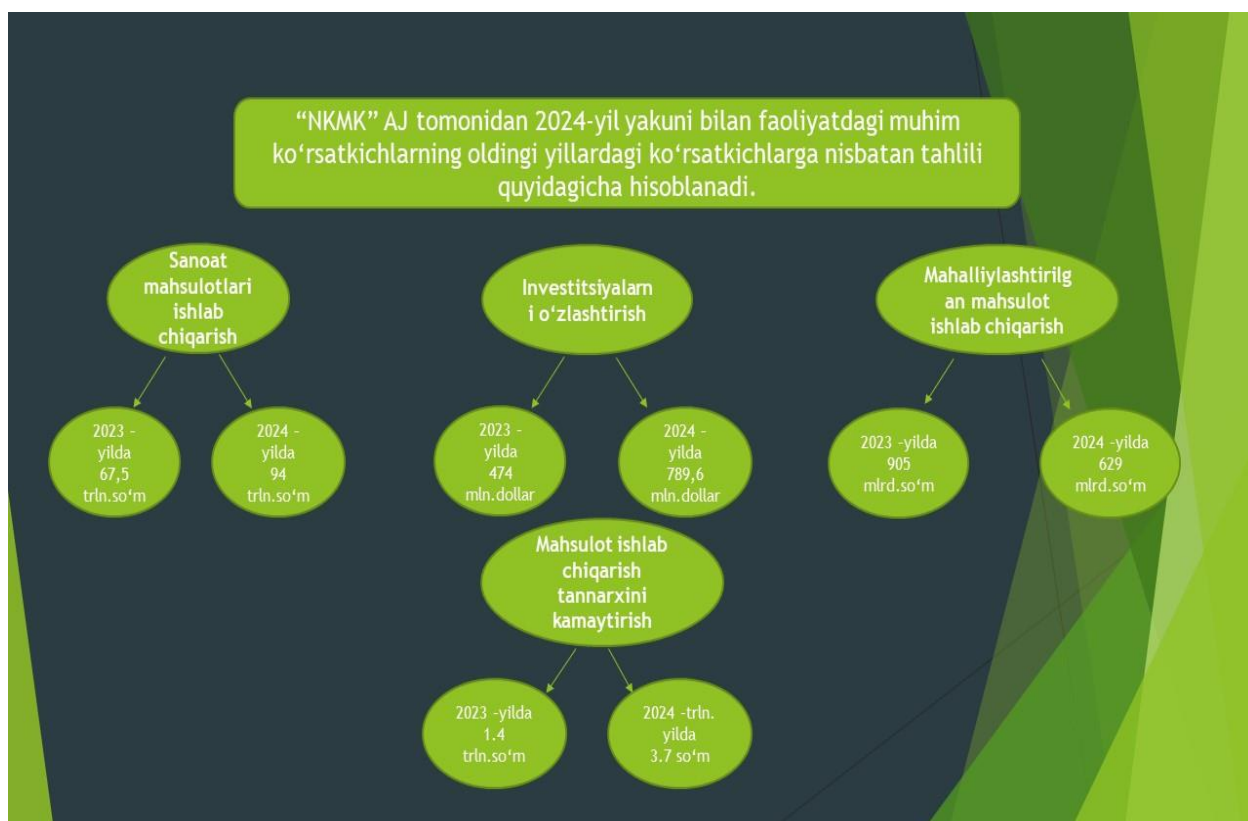 “NKMK” AJ tomonidan 2024-yil yakuni bilan faoliyatdagi muhim
ko‘rsatkichlarning oldingi yillardagi ko‘rsatkichlarga nisbatan tahlili
quyidagicha hisoblanadi.
Sanoat
mahsulotlari
ishlab
chiqarish
2023 –
yilda
67,5
trln.so‘m
2024 –
yilda
94
trln.so‘m
Investitsiyalarn
i o‘zlashtirish
2023 –
yilda
474
mln.dollar
2024 –
yilda
789,6
mln.dollar
Mahalliylashtirilg
an mahsulot
ishlab chiqarish
2023 -yilda
905
mlrd.so‘m
2024 -yilda
629
mlrd.so‘m
Mahsulot ishlab
chiqarish
tannarxini
kamaytirish
2023 -yilda
1.4
trln.so‘m
2024 -trln.
yilda
3.7 so‘m